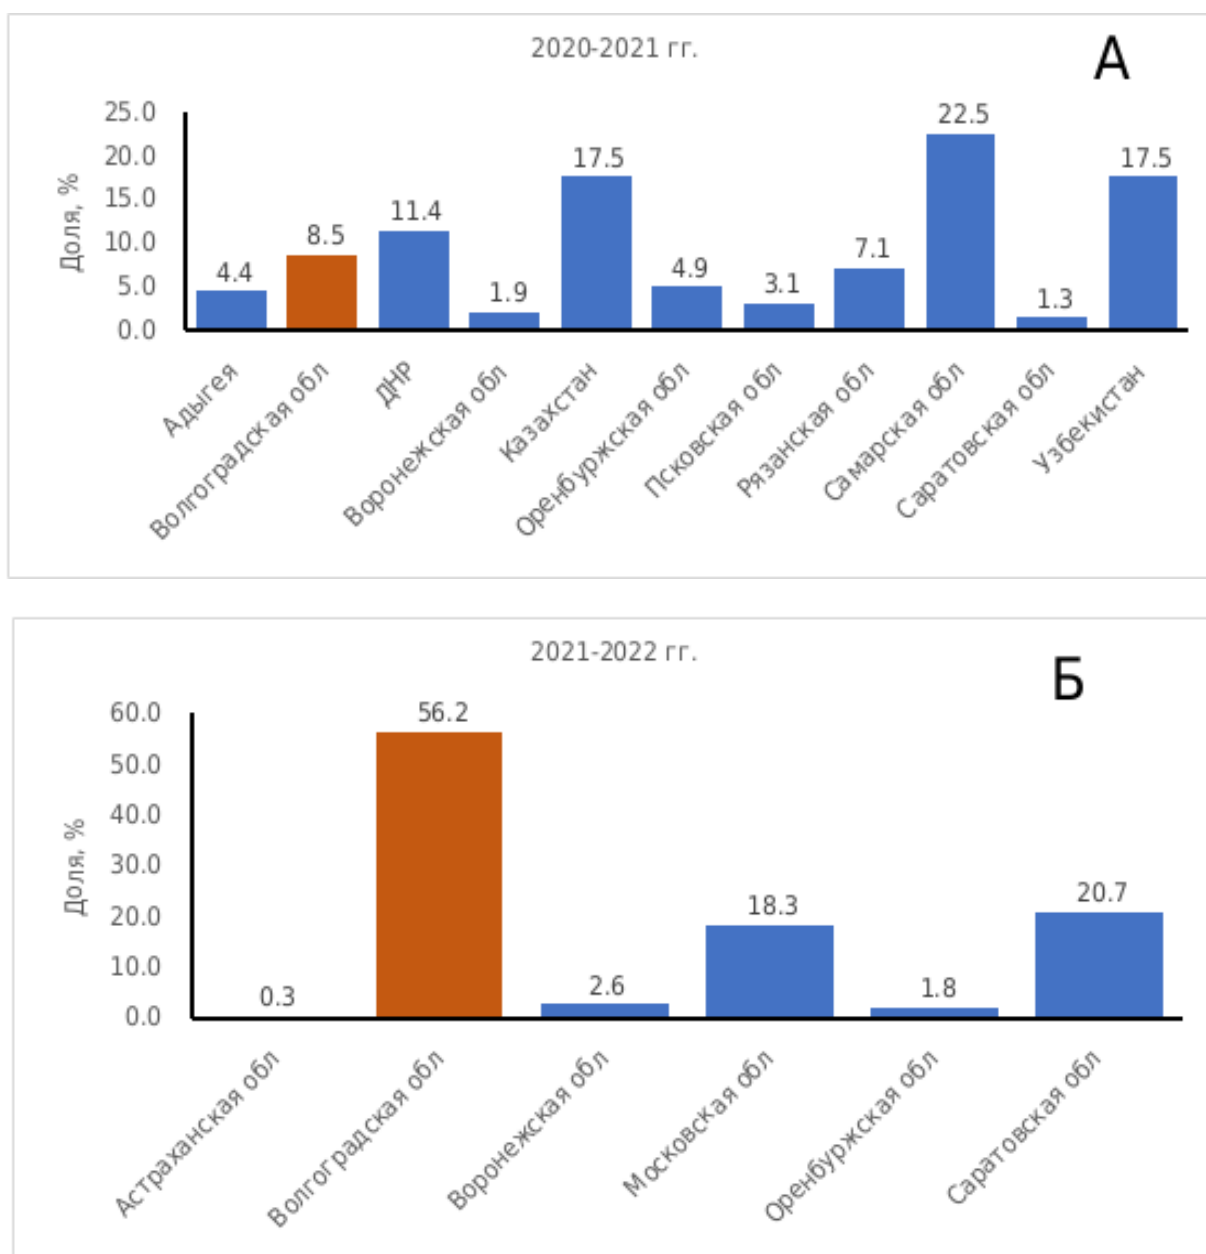 2020-2021 гг.
А
Доля, %
25.0
20.0
15.0
10.0
5.0
0.0
4.4
8.5
11.4
1.9
17.5
4.9
3.1
7.1
22.5
1.3
17.5
Адыгея
Волгоградская обл
ДНР
Воронежская обл
Казахстан
Оренбуржская обл
Псковская обл
Рязанская обл
Самарская обл
Саратовская обл
Узбекистан
2021-2022 гг.
Б
Доля, %
60.0
50.0
40.0
30.0
20.0
10.0
0.0
0.3
56.2
2.6
18.3
1.8
20.7
Астраханская обл
Волгоградская обл
Воронежская обл
Московская обл
Оренбуржская обл
Саратовская обл